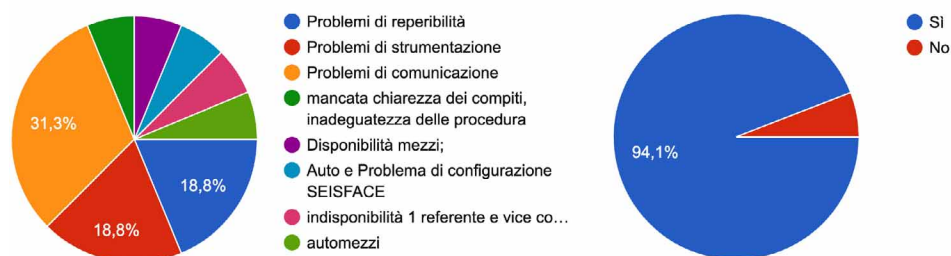 31,3%
18,8%
18,8%
Problemi di reperibilità
Problemi di strumentazione
Problemi di comunicazione
mancata chiarezza dei compiti,
inadeguatezza delle procedura
Disponibilità mezzi;
Auto e Problema di configurazione
SEISFACE
indisponibilità 1 referente e vice co…
automezzi
94,1%
Sì
No